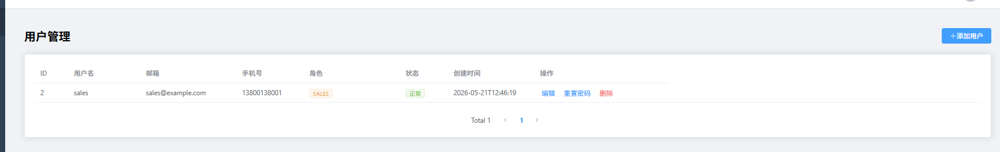 用户管理
＋添加用户
ID 用户名 邮箱 手机号 角色 状态 创建时间 操作
2 sales sales@example.com 13800138001 SALES 正常 2026-05-21T12:46:19 编辑 重置密码 删除
Total 1 < 1 >